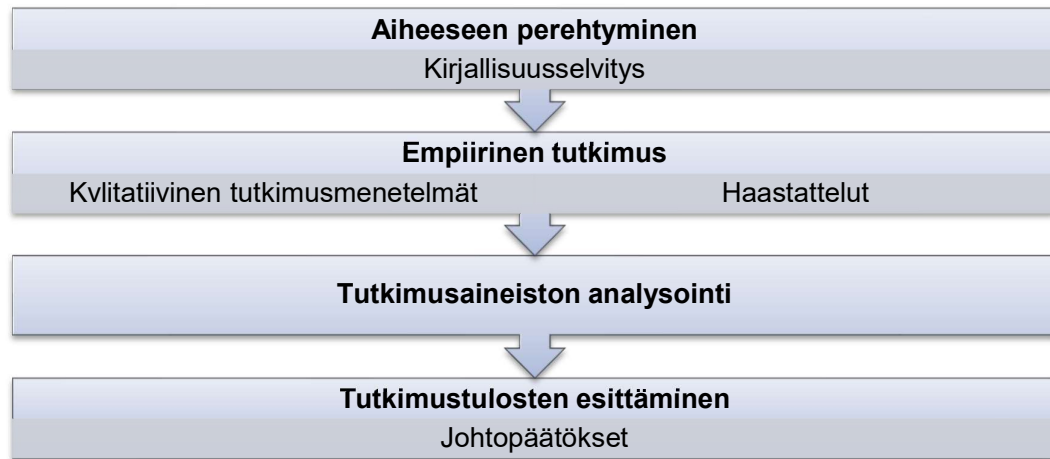 Aiheeseen perehtyminen
Kirjallisuusselvitys
Empiirinen tutkimus
Kvlitatiivinen tutkimusmenetelmät Haastattelut
Tutkimusaineiston analysointi
Tutkimustulosten esittäminen
Johtopäätökset